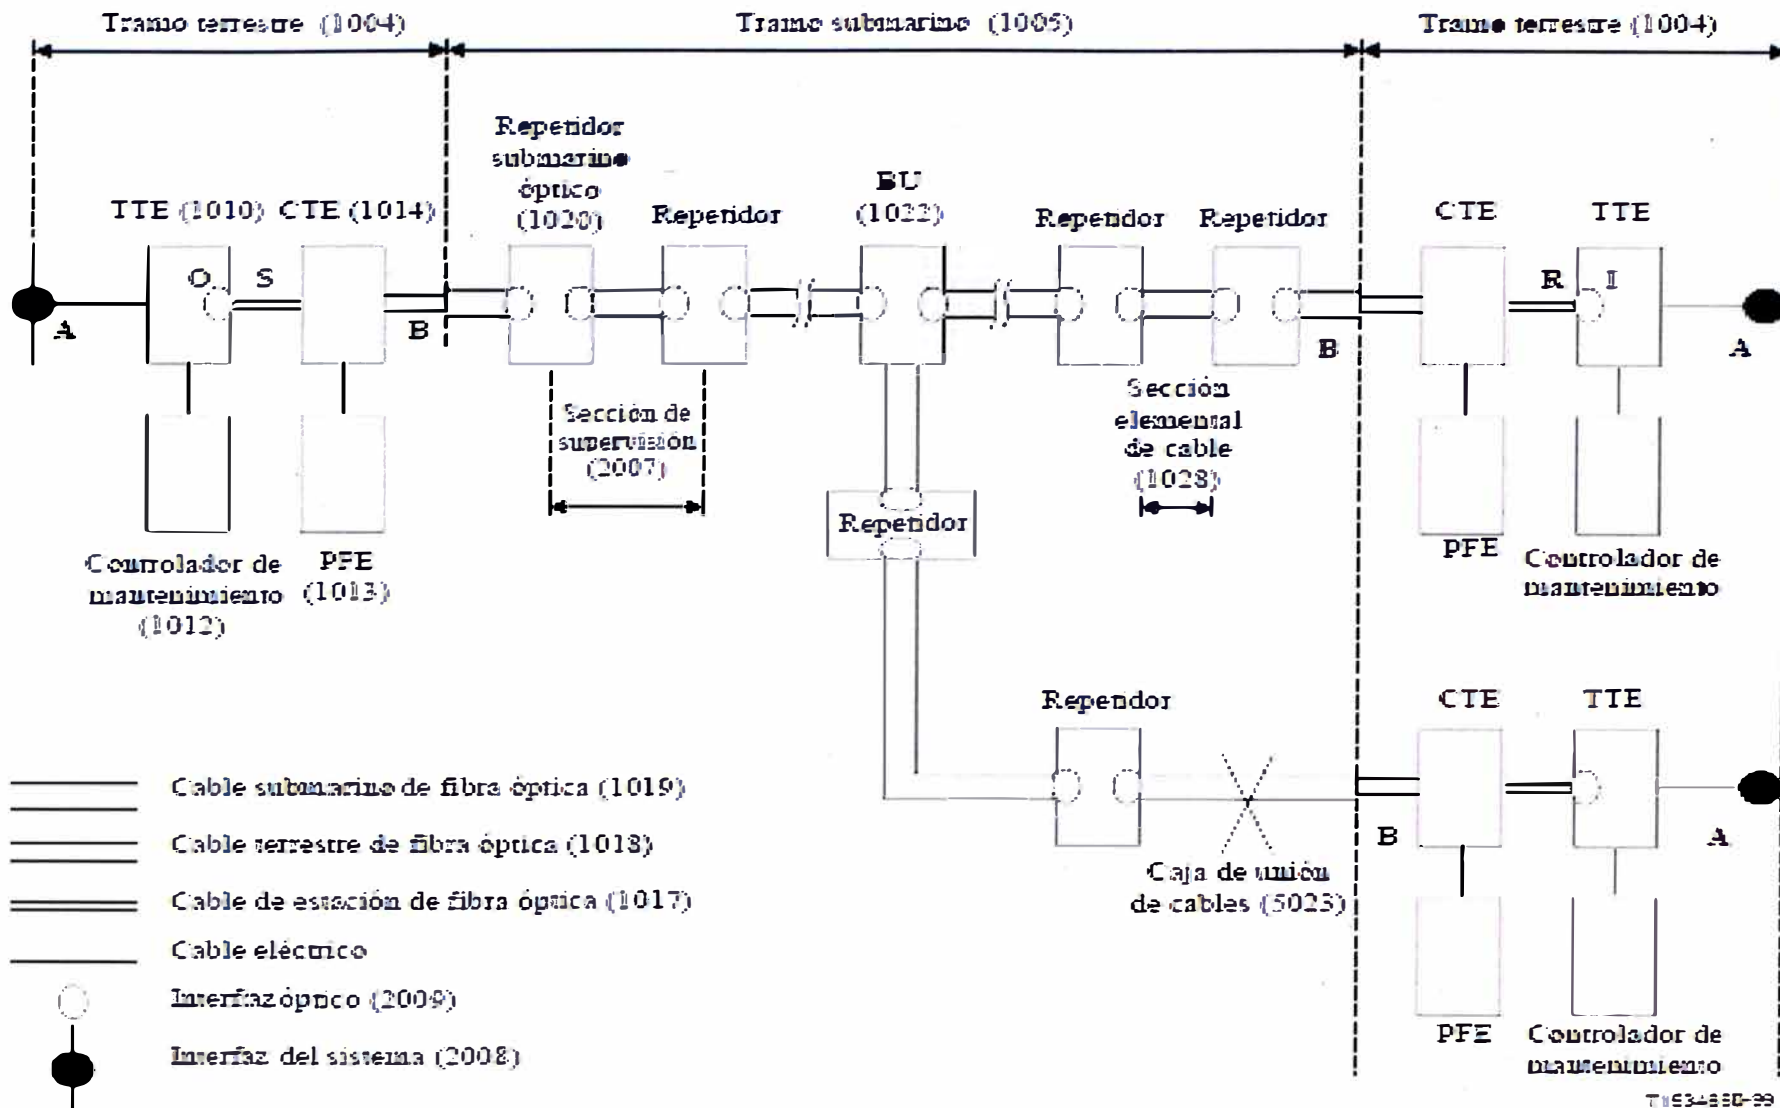 Tramo terrestre (1004)
Tramo submarino (1005)
Tramo terrestre (1004)
Repetidor
submarino
óptico
(1020)
BU
(1022)
TTE (1010)
CTE (1014)
Repetidor
Repetidor
Repetidor
CTE
TTE
O
S
R
I
A
B
B
A
Sección de
supervisión
(2007)
Sección
elemental
de cable
(1028)
Repetidor
Controlador de
mantenimiento
(1012)
PFE
(1013)
PFE
Controlador de
mantenimiento
Repetidor
CTE
TTE
B
A
Caja de unión
de cables (5023)
PFE
Controlador de
mantenimiento
Cable submarino de fibra óptica (1019)
Cable terrestre de fibra óptica (1018)
Cable de estación de fibra óptica (1017)
Cable eléctrico
Interfaz óptico (2009)
Interfaz del sistema (2008)